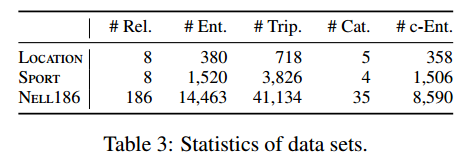 # Rel. # Ent. # Trip. # Cat. # c-Ent.
LOCATION 8 380 718 5 358
SPORT 8 1,520 3,826 4 1,506
NELL186 186 14,463 41,134 35 8,590
Table 3: Statistics of data sets.